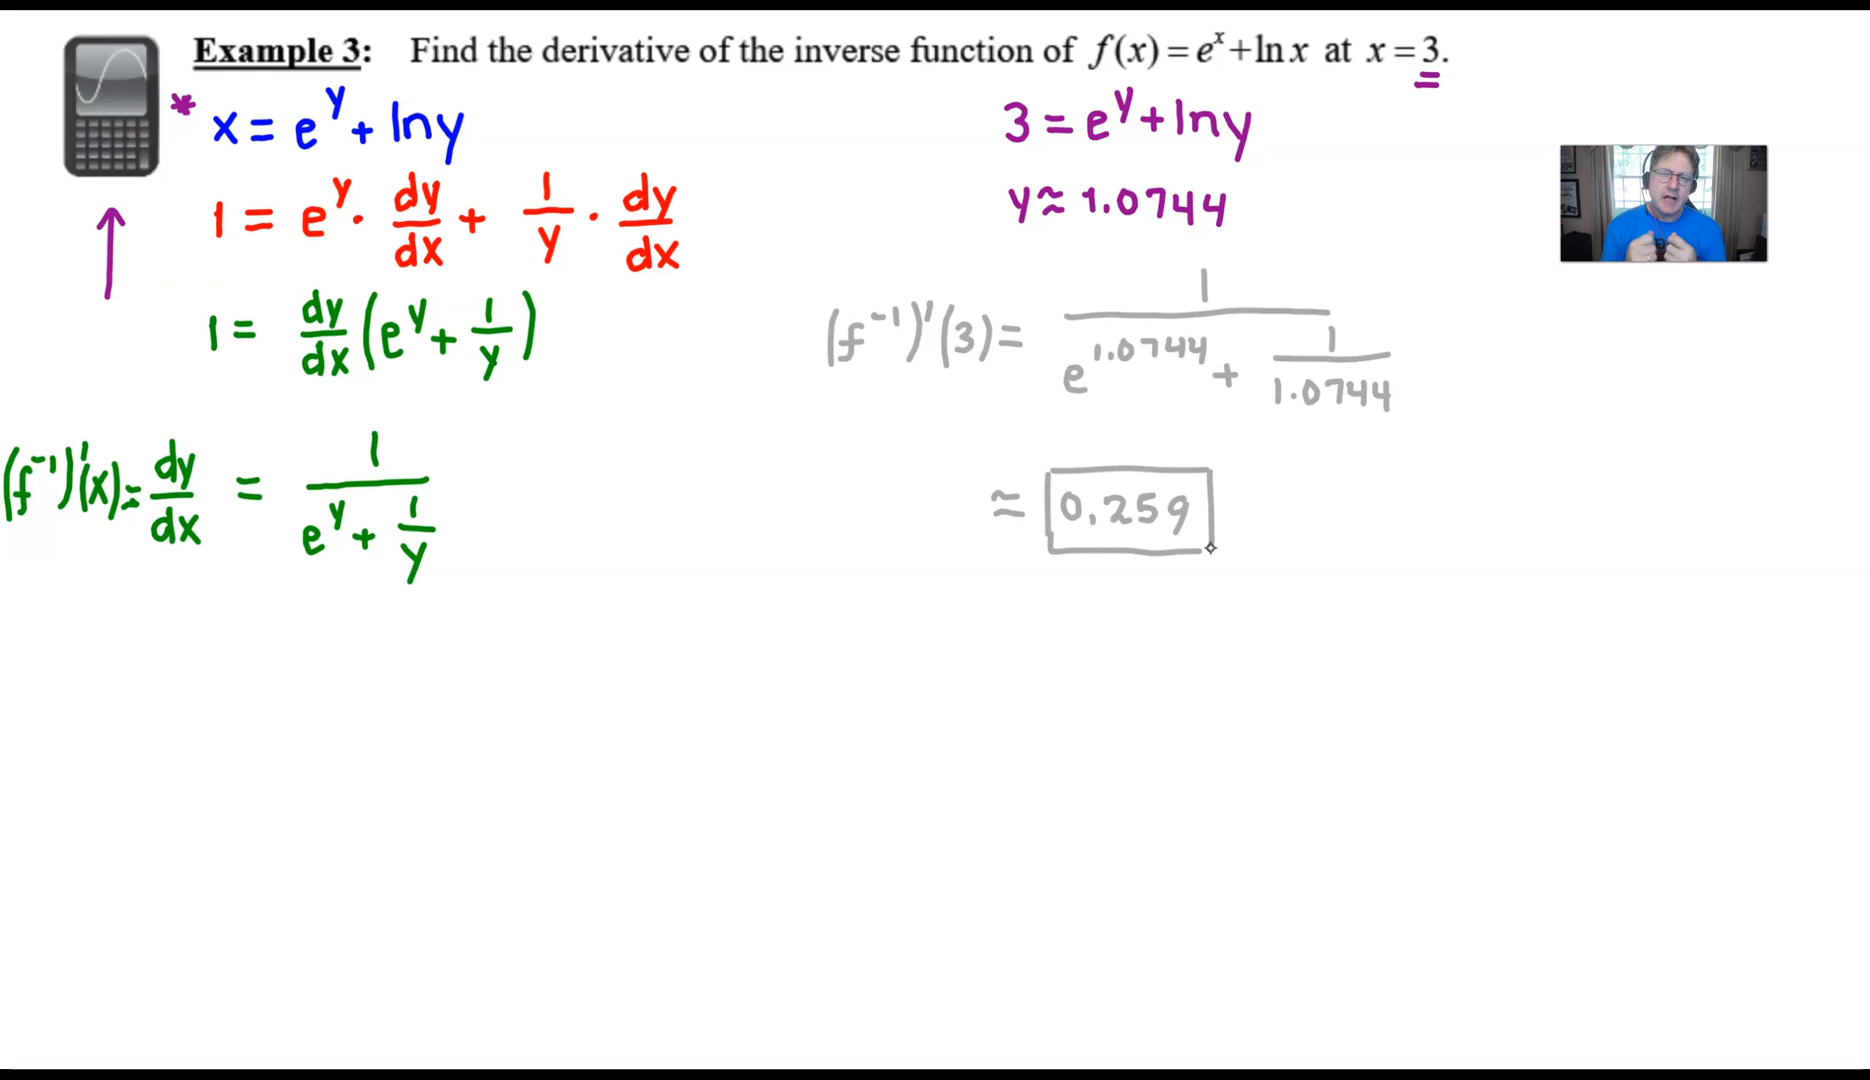 Example 3: Find the derivative of the inverse function of f(x) = e^x + ln x at x = 3.
* x = e^y + ln y
1 = e^y · dy/dx + 1/y · dy/dx
1 = dy/dx (e^y + 1/y)
(f^-1)'(x) = dy/dx = 1/(e^y + 1/y)
3 = e^y + ln y
y ≈ 1.0744
(f^-1)'(3) = 1/(e^1.0744 + 1/1.0744)
≈ 0.259